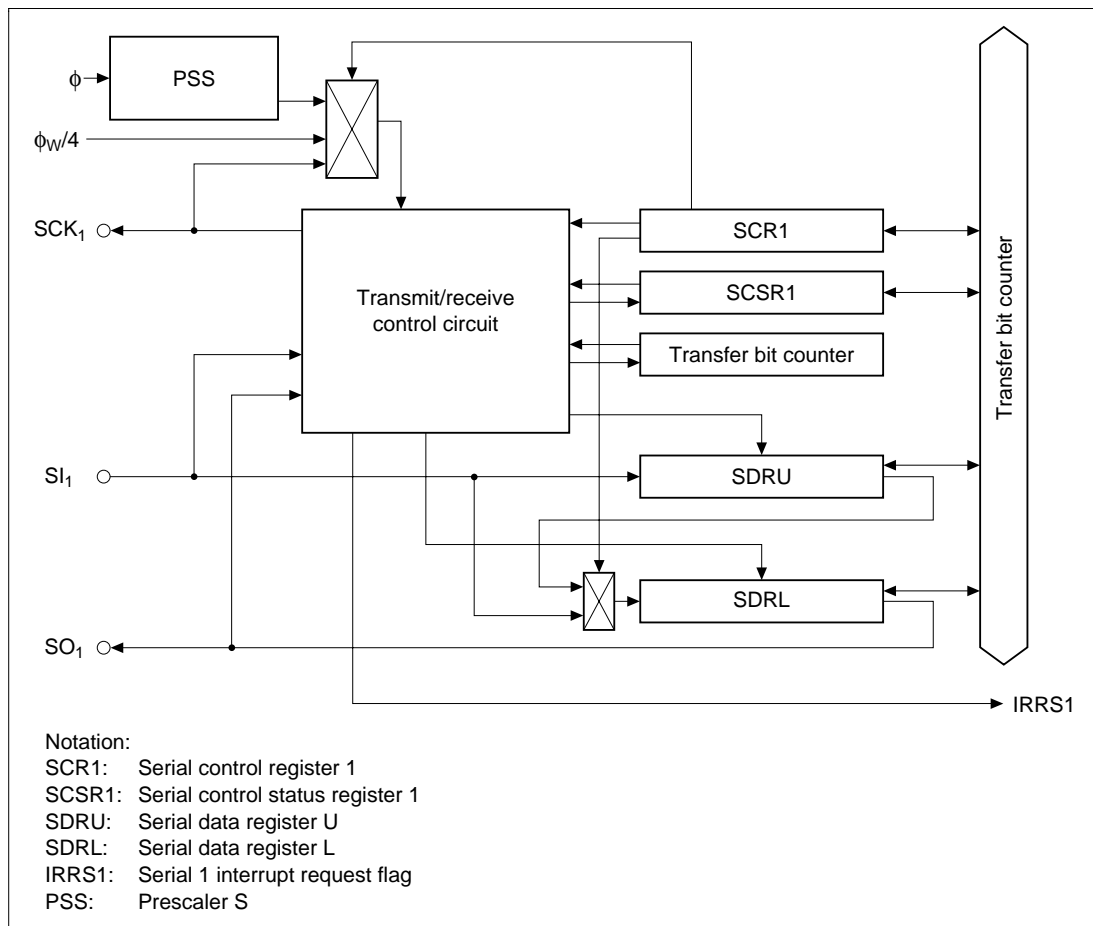 φ
PSS
φW/4
SCK1
SCR1
SCSR1
Transmit/receive
control circuit
Transfer bit counter
Transfer bit counter
SI1
SDRU
SDRL
SO1
IRRS1
Notation:
SCR1: Serial control register 1
SCSR1: Serial control status register 1
SDRU: Serial data register U
SDRL: Serial data register L
IRRS1: Serial 1 interrupt request flag
PSS: Prescaler S